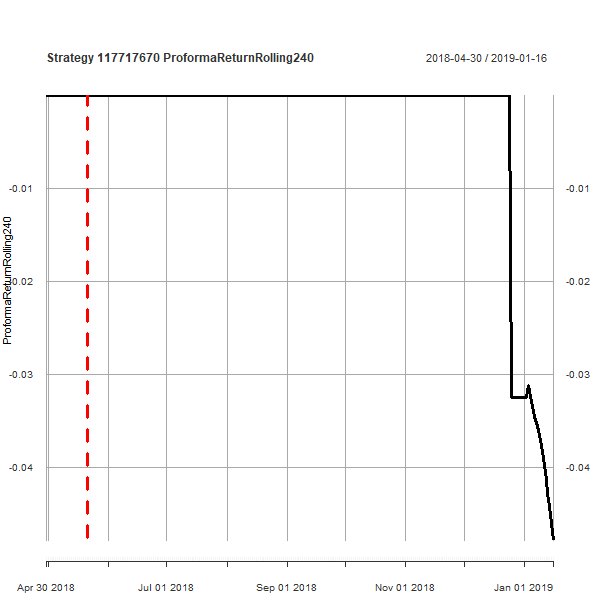 Strategy 117717670 ProformaReturnRolling240
2018-04-30 / 2019-01-16
ProformaReturnRolling240
-0.01
-0.02
-0.03
-0.04
-0.01
-0.02
-0.03
-0.04
Apr 30 2018
Jul 01 2018
Sep 01 2018
Nov 01 2018
Jan 01 2019